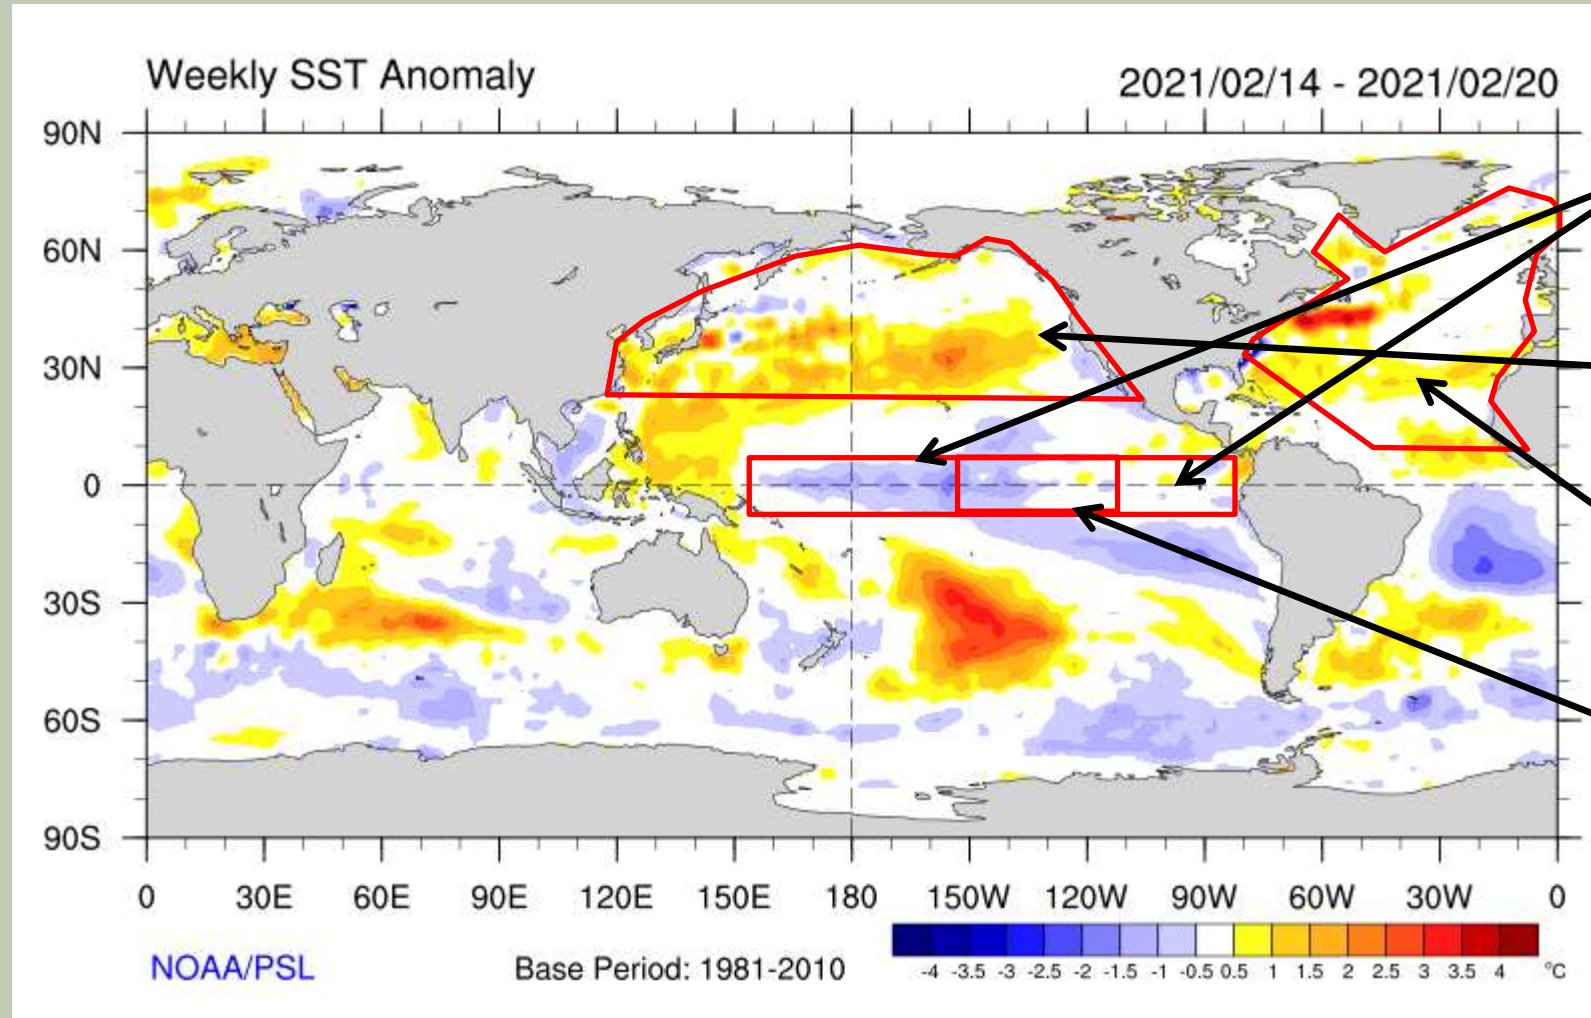 Weekly SST Anomaly
2021/02/14 - 2021/02/20
90N
60N
30N
0
30S
60S
90S
0 30E 60E 90E 120E 150E 180 150W 120W 90W 60W 30W 0
NOAA/PSL
Base Period: 1981-2010
-4 -3.5 -3 -2.5 -2 -1.5 -1 -0.5 0.5 1 1.5 2 2.5 3 3.5 4 °C